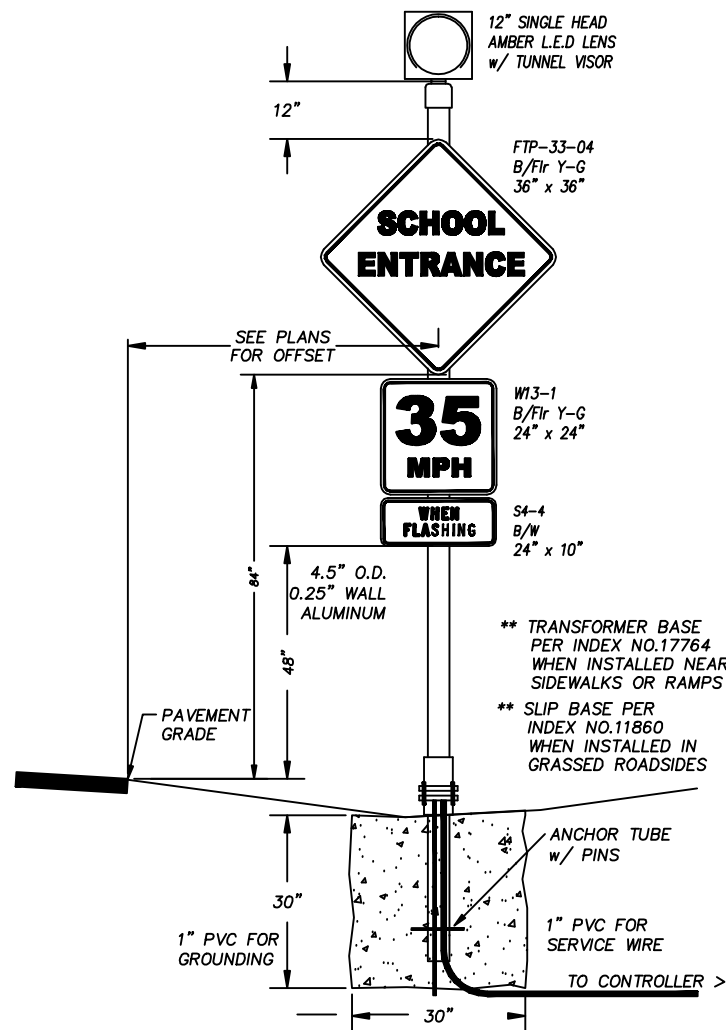 12" SINGLE HEAD
AMBER L.E.D LENS
w/ TUNNEL VISOR
12"
FTP-33-04
B/Flr Y-G
36" x 36"
SCHOOL
ENTRANCE
SEE PLANS
FOR OFFSET
35
MPH
W13-1
B/Flr Y-G
24" x 24"
WHEN
FLASHING
S4-4
B/W
24" x 10"
84"
4.5" O.D.
0.25" WALL
ALUMINUM
48"
** TRANSFORMER BASE
PER INDEX NO.17764
WHEN INSTALLED NEAR
SIDEWALKS OR RAMPS
** SLIP BASE PER
INDEX NO.11860
WHEN INSTALLED IN
GRASSED ROADSIDES
PAVEMENT
GRADE
ANCHOR TUBE
w/ PINS
30"
1" PVC FOR
GROUNDING
1" PVC FOR
SERVICE WIRE
TO CONTROLLER >
30"